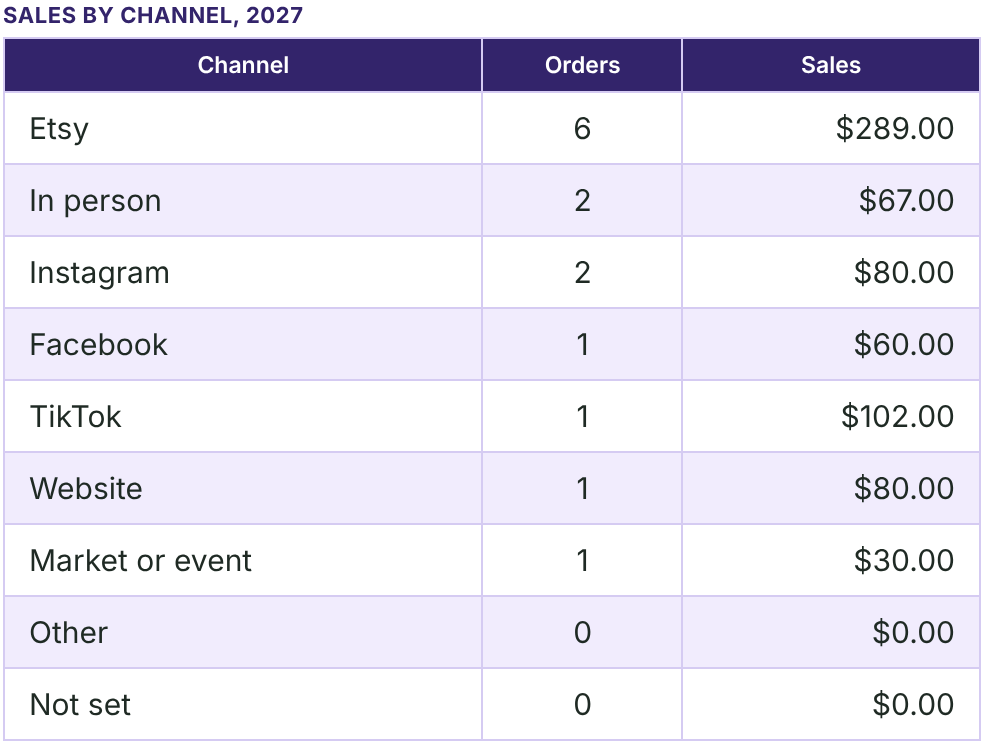 SALES BY CHANNEL, 2027
Channel Orders Sales
Etsy 6 $289.00
In person 2 $67.00
Instagram 2 $80.00
Facebook 1 $60.00
TikTok 1 $102.00
Website 1 $80.00
Market or event 1 $30.00
Other 0 $0.00
Not set 0 $0.00